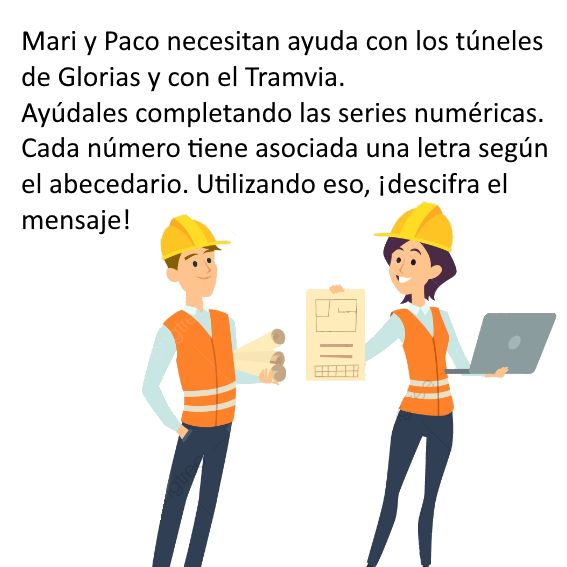 Mari y Paco necesitan ayuda con los túneles
de Glorias y con el Tramvia.
Ayúdales completando las series numéricas.
Cada número tiene asociada una letra según
el abecedario. Utilizando eso, ¡descifra el
mensaje!